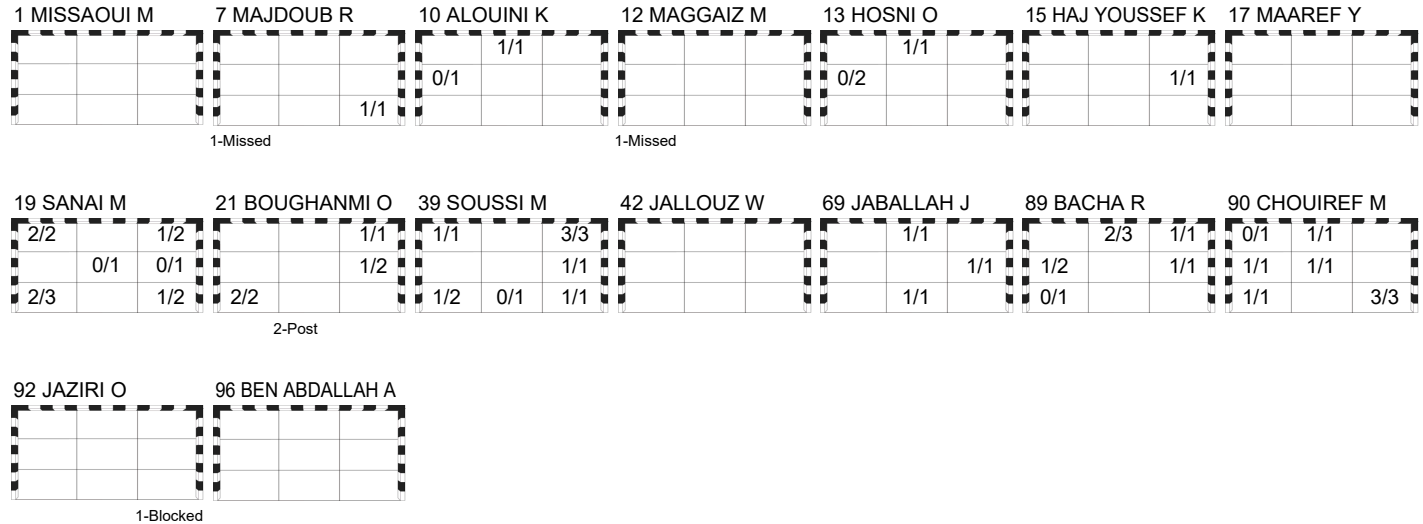 1 MISSAOUI M 7 MAJDOUB R 10 ALOUINI K 12 MAGGAIZ M 13 HOSNI O 15 HAJ YOUSSEF K 17 MAAREF Y
1/1 1/1
0/1 0/2 1/1
1/1
1-Missed 1-Missed
19 SANAI M 21 BOUGHANMI O 39 SOUSSI M 42 JALLOUZ W 69 JABALLAH J 89 BACHA R 90 CHOUIREF M
2/2 1/2 1/1 1/1 3/3 1/1 2/3 1/1 0/1 1/1
0/1 0/1 1/2 1/1 1/1 1/2 1/1 1/1 1/1
2/3 1/2 2/2 1/2 0/1 1/1 1/1 0/1 1/1 3/3
2-Post
92 JAZIRI O 96 BEN ABDALLAH A
1-Blocked